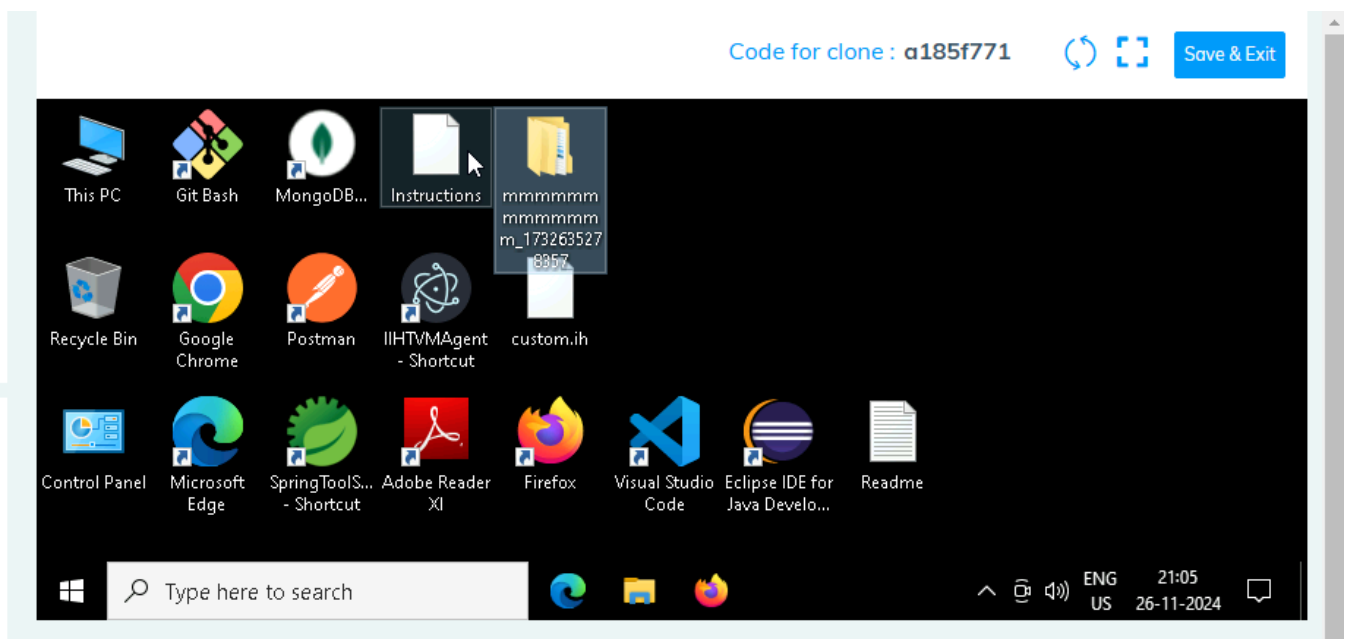 Code for clone : a185f771
Save & Exit
This PC
Git Bash
MongoDB...
Instructions
mmmmmm
mmmmmmm
m_173263527
8357
Recycle Bin
Google
Chrome
Postman
IIHTVMAgent
- Shortcut
custom.ih
Control Panel
Microsoft
Edge
SpringToolS...
- Shortcut
Adobe Reader
XI
Firefox
Visual Studio
Code
Eclipse IDE for
Java Develo...
Readme
Type here to search
ENG
US
21:05
26-11-2024